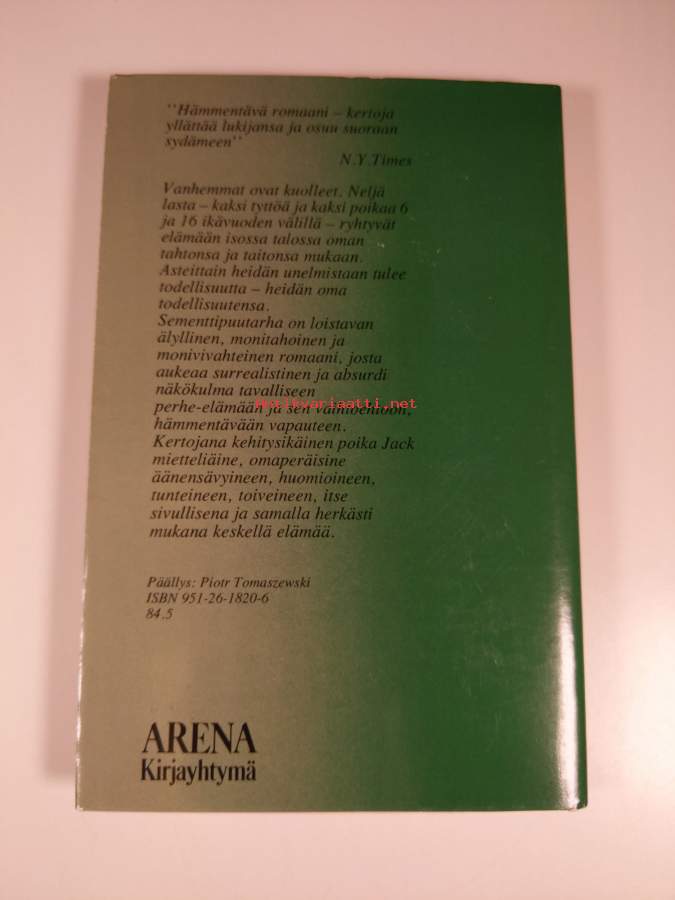 "Hämmentävä romaani – kertoja
yllättää lukijansa ja osuu suoraan
sydämeen"
N.Y.Times
Vanhemmat ovat kuolleet. Neljä
lasta – kaksi tyttöä ja kaksi poikaa 6
ja 16 ikävuoden välillä – ryhtyvät
elämään isossa talossa oman
tahtonsa ja taitonsa mukaan.
Asteittain heidän unelmistaan tulee
todellisuutta – heidän oma
todellisuutensa.
Sementtipuutarha on loistavan
älyllinen, monitahoinen ja
monivivahteinen romaani, josta
aukeaa surrealistinen ja absurdi
näkökulma tavalliseen
Antikvariaatti.net
perhe-elämään ja sen
hämmentävään vapauteen.
Kertojana kehitysikäinen poika Jack
mietteliäine, omaperäisine
äänensävyineen, huomioineen,
tunteineen, toiveineen, itse
sivullisena ja samalla herkästi
mukana keskellä elämää.
Päällys: Piotr Tomaszewski
ISBN 951-26-1820-6
84.5
ARENA
Kirjayhtymä